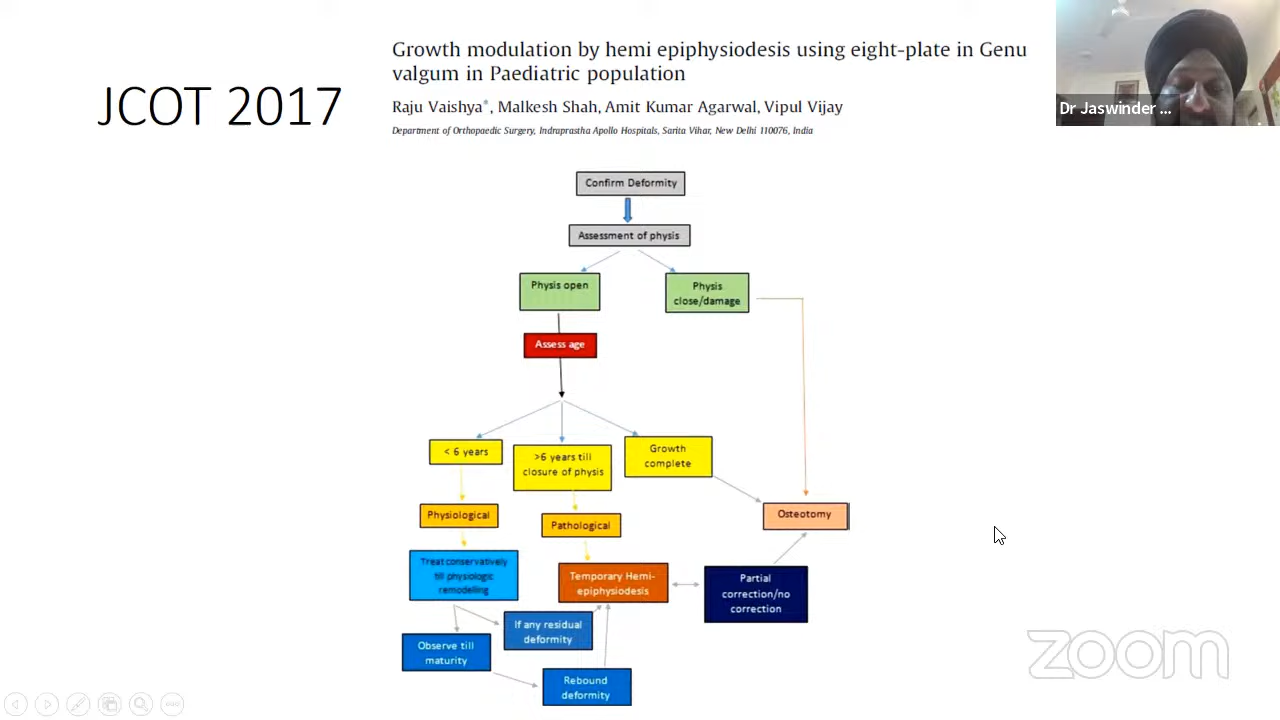 JCOT 2017
Growth modulation by hemi epiphysiodesis using eight-plate in Genu
valgum in Paediatric population
Raju Vaishya*, Malkesh Shah, Amit Kumar Agarwal, Vipul Vijay
Department of Orthopaedic Surgery, Indraprastha Apollo Hospitals, Sarita Vihar, New Delhi 110076, India
Dr Jaswinder ...
Confirm Deformity
Assessment of physis
Physis open
Physis
close/damage
Assess age
< 6 years
>6 years till
closure of physis
Growth
complete
Physiological
Pathological
Osteotomy
Treat conservatively
till physiologic
remodelling
Temporary Hemi-
epiphysiodesis
Partial
correction/no
correction
If any residual
deformity
Observe till
maturity
Rebound
deformity
zoom